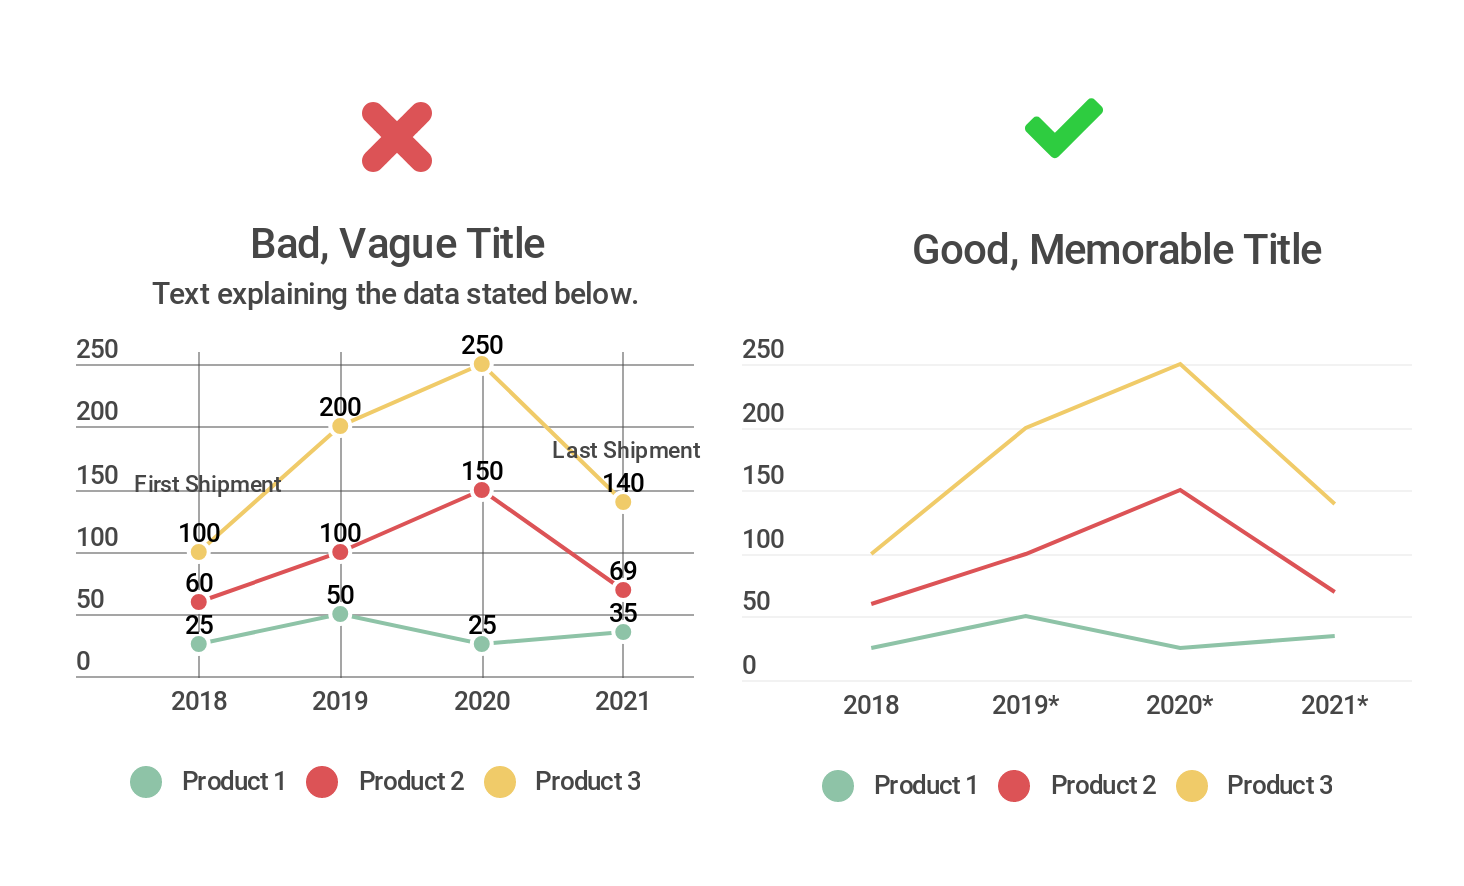 Bad, Vague Title
Text explaining the data stated below.
250
200
150
100
50
0
250
200
100
150
100
60
140
69
25
50
25
35
First Shipment
Last Shipment
2018 2019 2020 2021
Product 1 Product 2 Product 3
Good, Memorable Title
250
200
150
100
50
0
2018 2019* 2020* 2021*
Product 1 Product 2 Product 3